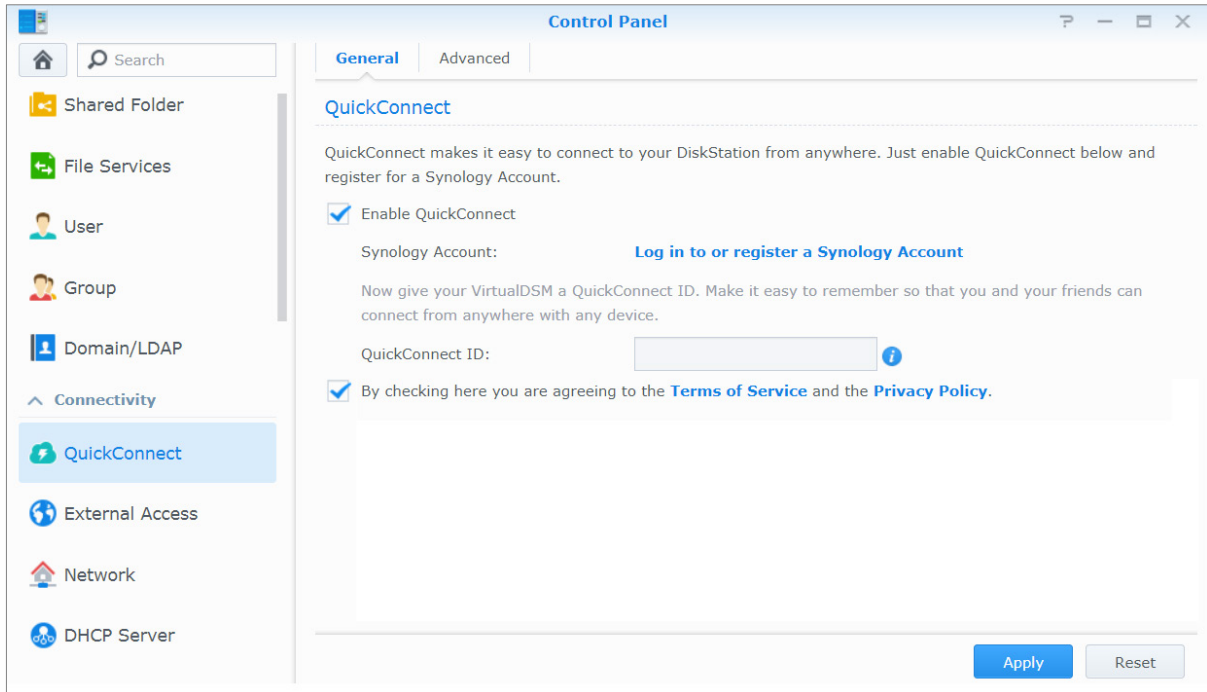 Control Panel
Search
Shared Folder
File Services
User
Group
Domain/LDAP
Connectivity
QuickConnect
External Access
Network
DHCP Server
General
Advanced
QuickConnect
QuickConnect makes it easy to connect to your DiskStation from anywhere. Just enable QuickConnect below and
register for a Synology Account.
Enable QuickConnect
Synology Account: Log in to or register a Synology Account
Now give your VirtualDSM a QuickConnect ID. Make it easy to remember so that you and your friends can
connect from anywhere with any device.
QuickConnect ID:
By checking here you are agreeing to the Terms of Service and the Privacy Policy.
Apply
Reset